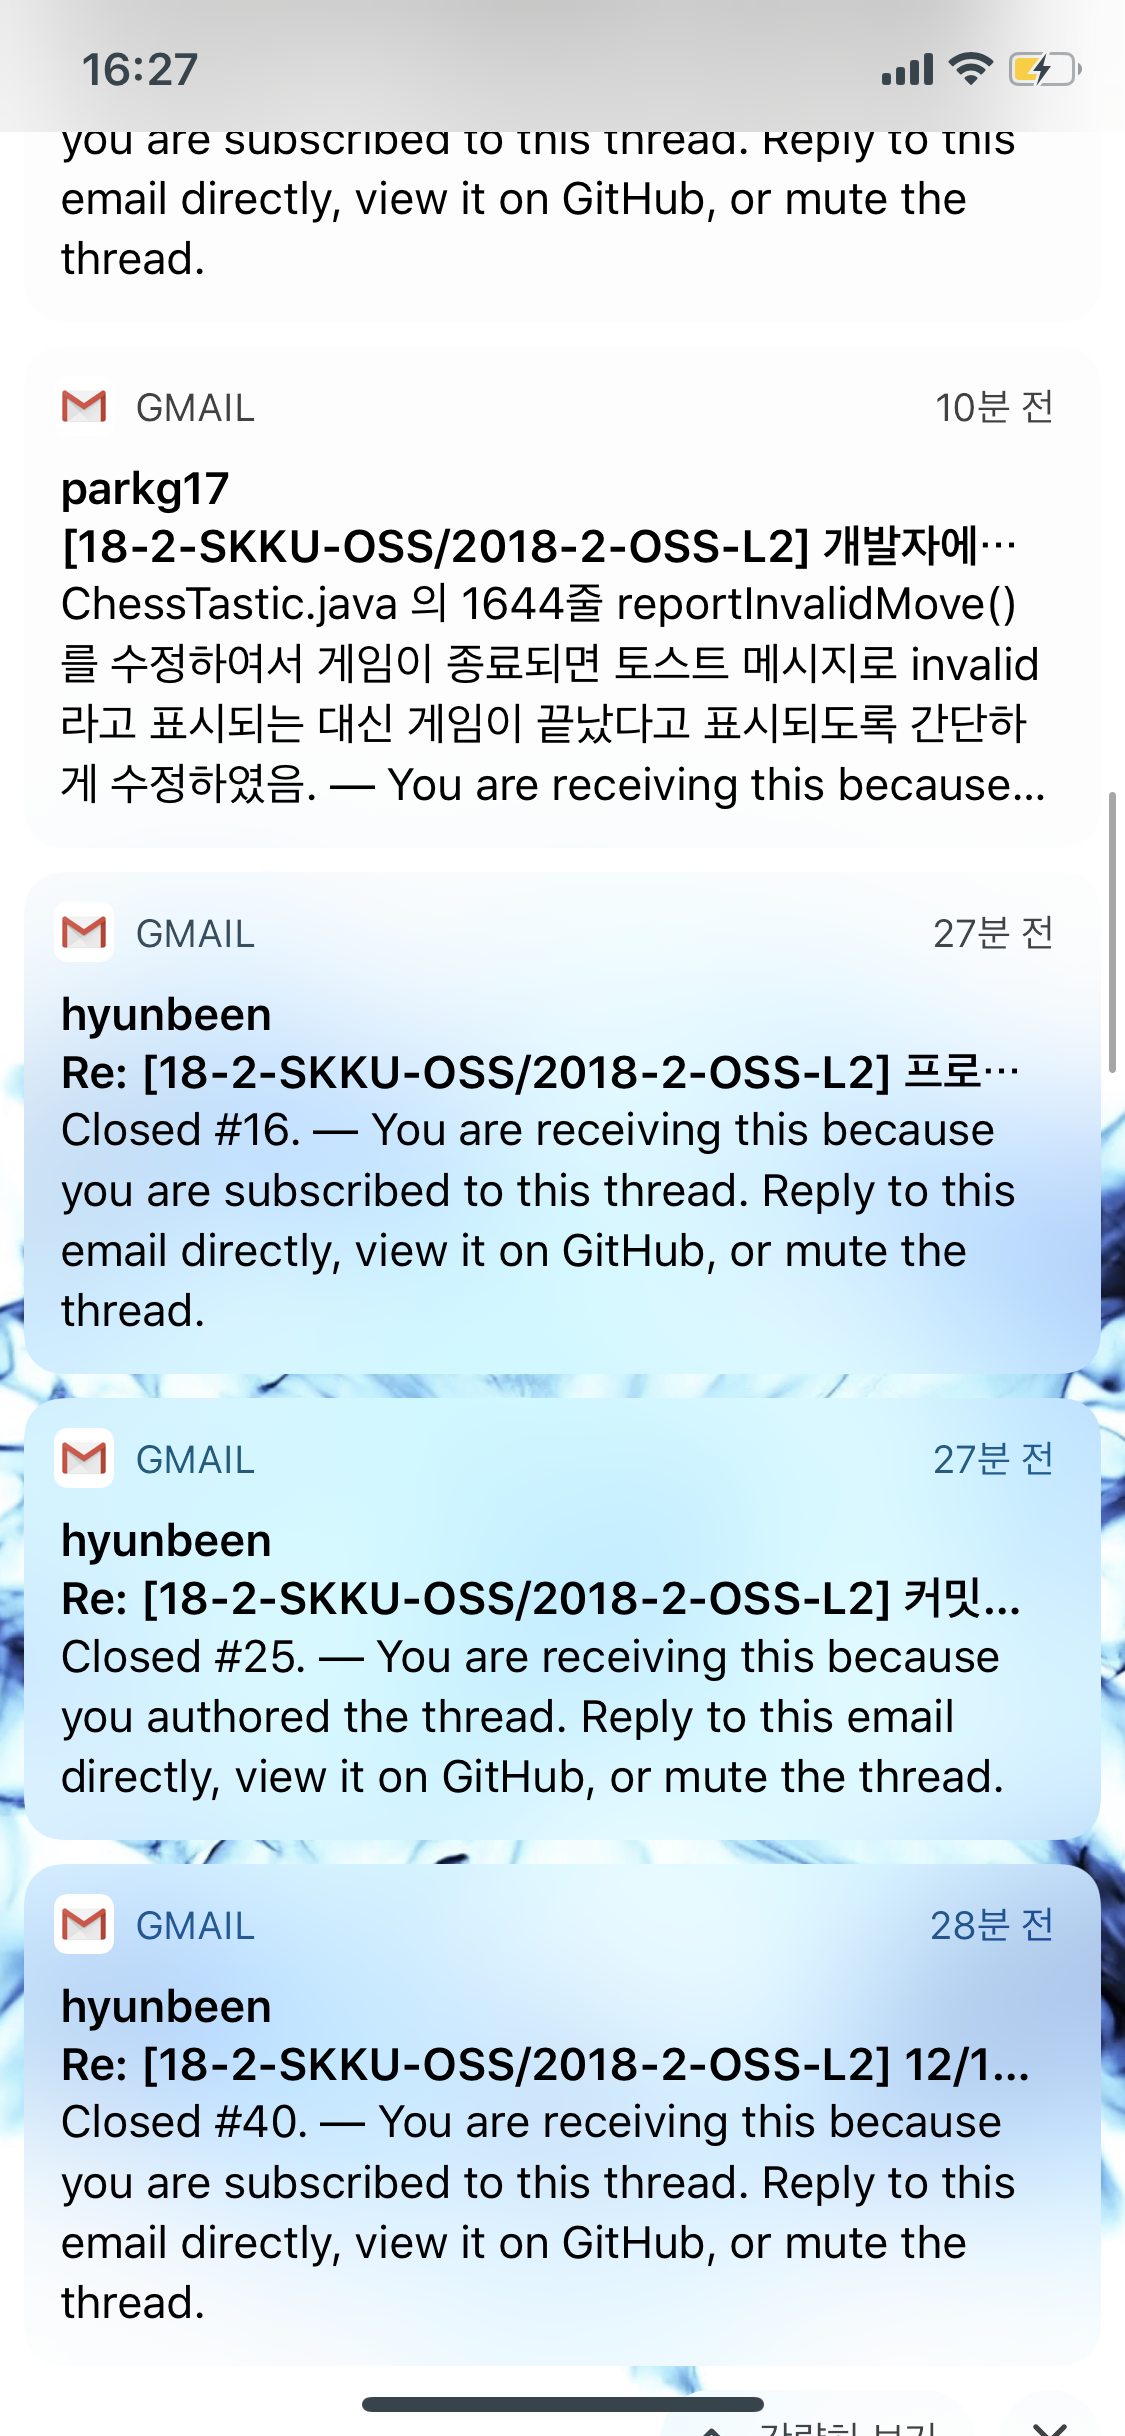 16:27
you are subscribed to this thread. Reply to this
email directly, view it on GitHub, or mute the
thread.
GMAIL
10분 전
parkg17
[18-2-SKKU-OSS/2018-2-OSS-L2] 개발자에…
ChessTastic.java 의 1644줄 reportInvalidMove()
를 수정하여서 게임이 종료되면 토스트 메시지로 invalid
라고 표시되는 대신 게임이 끝났다고 표시되도록 간단하
게 수정하였음. — You are receiving this because...
GMAIL
27분 전
hyunbeen
Re: [18-2-SKKU-OSS/2018-2-OSS-L2] 프로…
Closed #16. — You are receiving this because
you are subscribed to this thread. Reply to this
email directly, view it on GitHub, or mute the
thread.
GMAIL
27분 전
hyunbeen
Re: [18-2-SKKU-OSS/2018-2-OSS-L2] 커밋...
Closed #25. — You are receiving this because
you authored the thread. Reply to this email
directly, view it on GitHub, or mute the thread.
GMAIL
28분 전
hyunbeen
Re: [18-2-SKKU-OSS/2018-2-OSS-L2] 12/1...
Closed #40. — You are receiving this because
you are subscribed to this thread. Reply to this
email directly, view it on GitHub, or mute the
thread.
간략히 보기